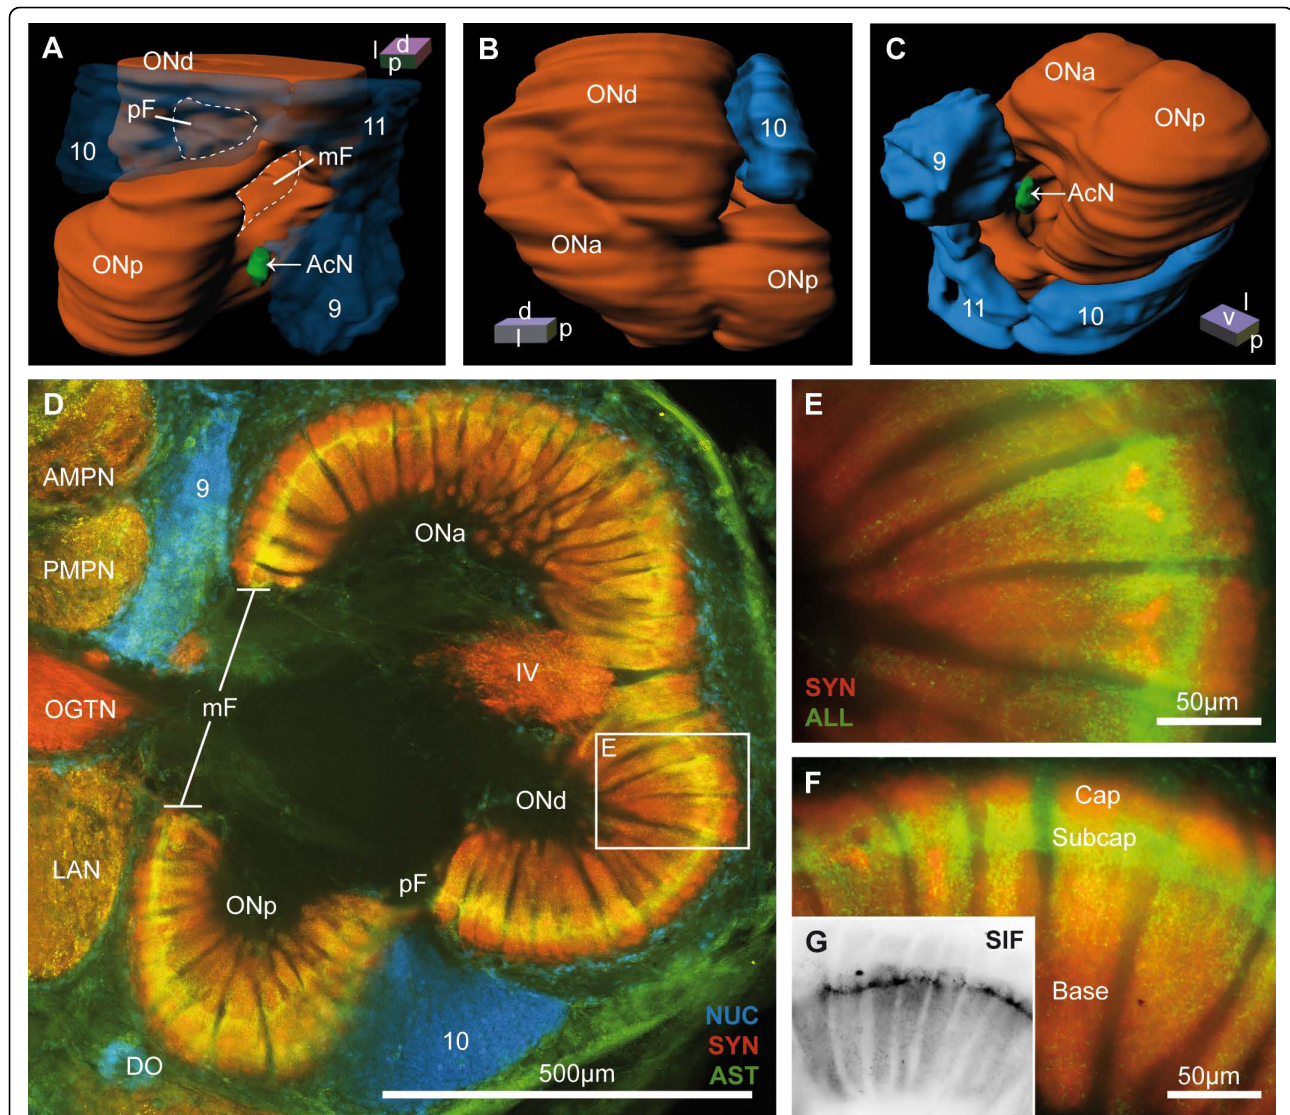 A
ONd
l d p
pF
10
11
mF
ONp
AcN
9
B
ONd
10
ONa
ONp
d
l p
C
ONa
ONp
9
AcN
11
10
l
v
p
D
AMPN
9
PMPN
ONa
IV
OGTN
mF
E
ONd
LAN
pF
ONp
DO
10
NUC
SYN
AST
500µm
E
SYN
ALL
50µm
F
Cap
Subcap
Base
50µm
G
SIF